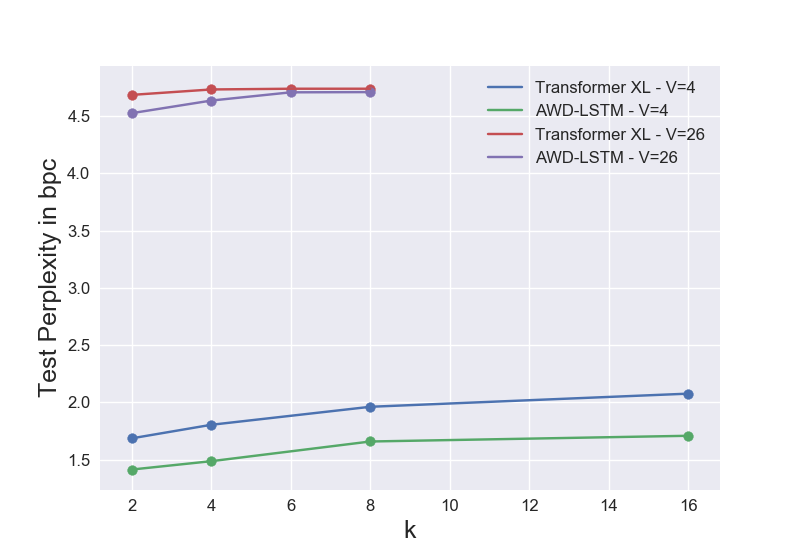 Transformer XL - V=4
AWD-LSTM - V=4
Transformer XL - V=26
AWD-LSTM - V=26
Test Perplexity in bpc
4.5
4.0
3.5
3.0
2.5
2.0
1.5
2 4 6 8 10 12 14 16
k